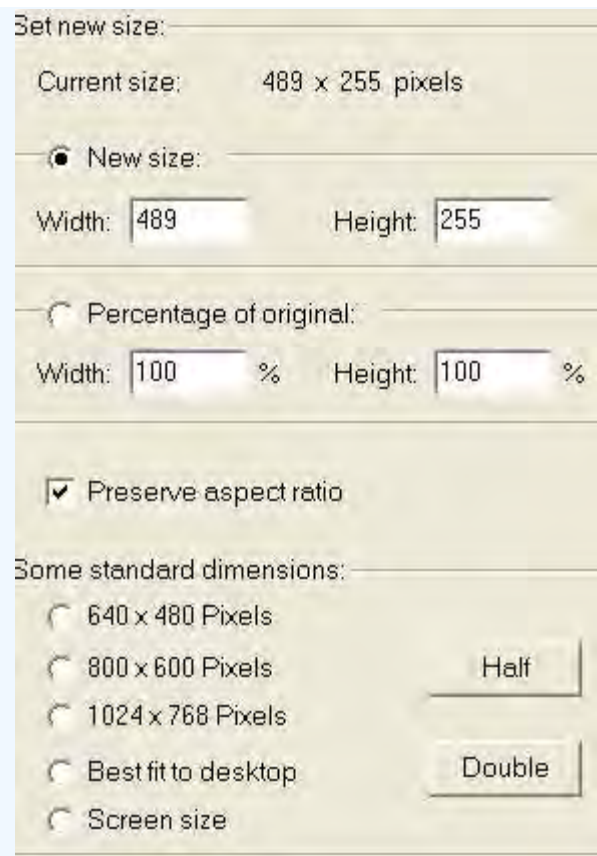 Set new size:
Current size: 489 x 255 pixels
New size:
Width: 489 Height: 255
Percentage of original:
Width: 100 % Height: 100 %
Preserve aspect ratio
Some standard dimensions:
640 x 480 Pixels
800 x 600 Pixels Half
1024 x 768 Pixels
Best fit to desktop Double
Screen size